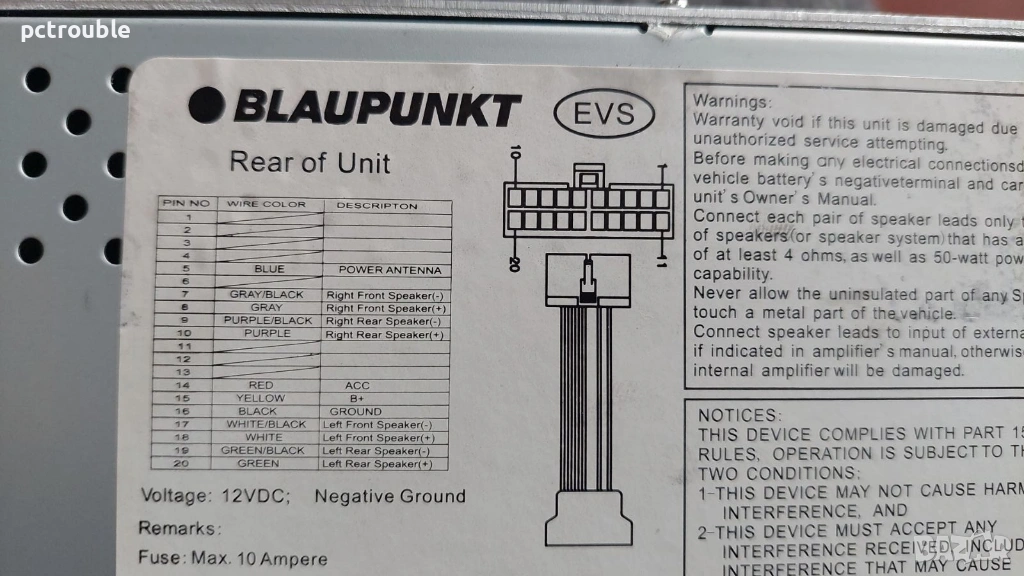 pctrouble
BLAUPUNKT
EVS
Rear of Unit
10 1
20 11
PIN NO WIRE COLOR DESCRIPTON
1
2
3
4
5 BLUE POWER ANTENNA
6
7 GRAY/BLACK Right Front Speaker(-)
8 GRAY Right Front Speaker(+)
9 PURPLE/BLACK Right Rear Speaker(-)
10 PURPLE Right Rear Speaker(+)
11
12
13
14 RED ACC
15 YELLOW B+
16 BLACK GROUND
17 WHITE/BLACK Left Front Speaker(-)
18 WHITE Left Front Speaker(+)
19 GREEN/BLACK Left Rear Speaker(-)
20 GREEN Left Rear Speaker(+)
Voltage: 12VDC; Negative Ground
Remarks:
Fuse: Max. 10 Ampere
Warnings:
Warranty void if this unit is damaged due
unauthorized service attempting.
Before making any electrical connectionsd
vehicle battery's negativeterminal and car
unit's Owner's Manual.
Connect each pair of speaker leads only
of speakers(or speaker system)that has a
of at least 4 ohms, as well as 50-watt pow
capability.
Never allow the uninsulated part of any S
touch a metal part of the vehicle.
Connect speaker leads to input of externa
if indicated in amplifier's manual, otherwise
internal amplifier will be damaged.
NOTICES:
THIS DEVICE COMPLIES WITH PART 15
RULES, OPERATION IS SUBJECT TO TH
TWO CONDITIONS:
1-THIS DEVICE MAY NOT CAUSE HARM
INTERFERENCE, AND
2-THIS DEVICE MUST ACCEPT ANY
INTERFERENCE RECEIVED, INCLUD
INTERFERENCE THAT MAY CAUSE
BAZAR